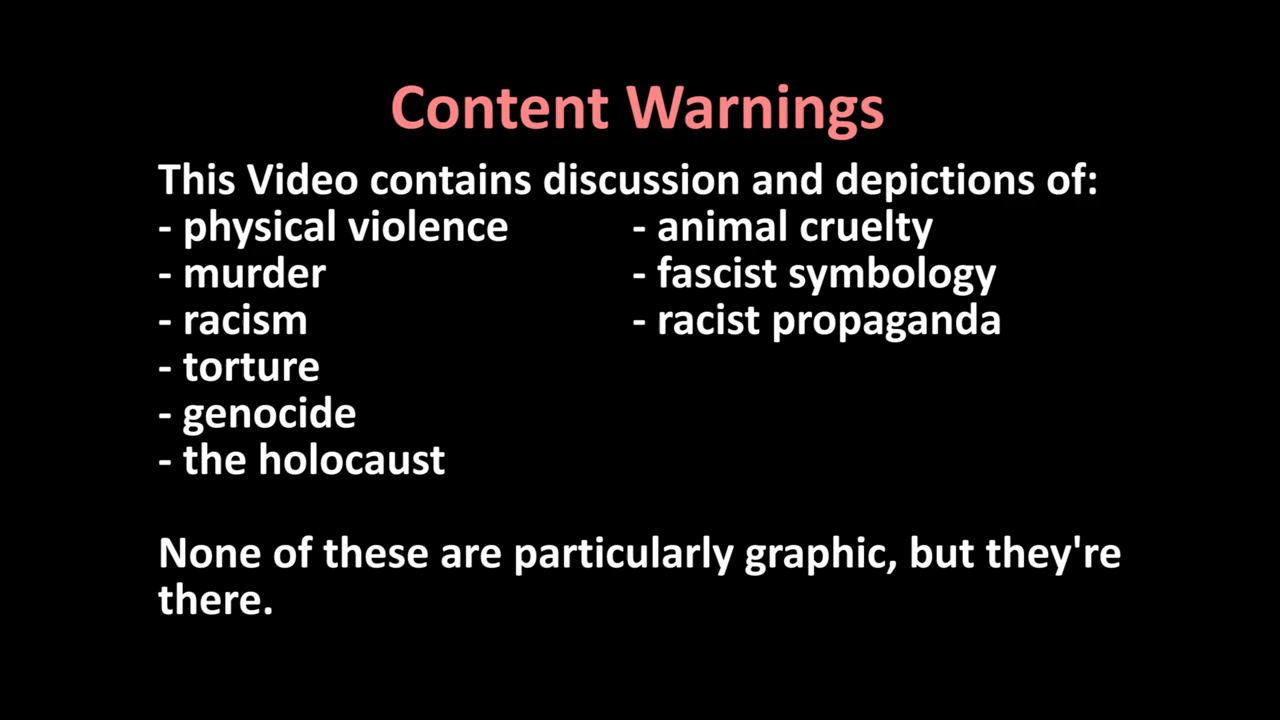 Content Warnings
This Video contains discussion and depictions of:
- physical violence
- murder
- racism
- torture
- genocide
- the holocaust
- animal cruelty
- fascist symbology
- racist propaganda
None of these are particularly graphic, but they're
there.